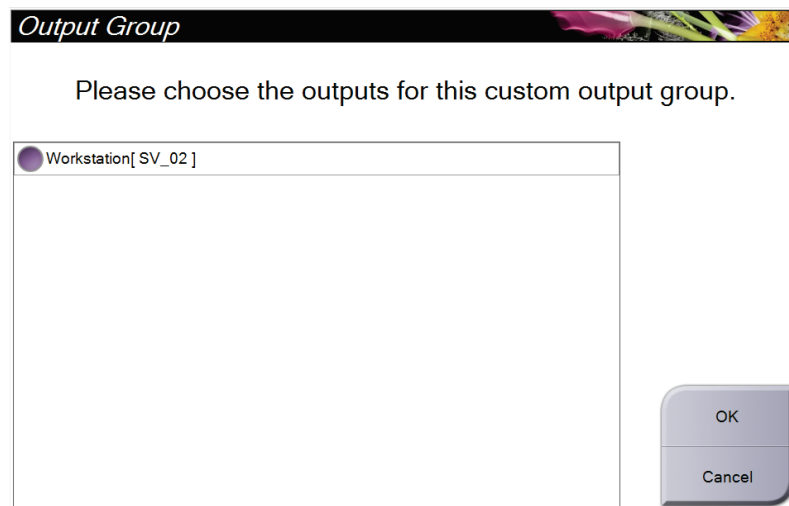 Output Group
Please choose the outputs for this custom output group.
Workstation[ SV_02 ]
OK
Cancel